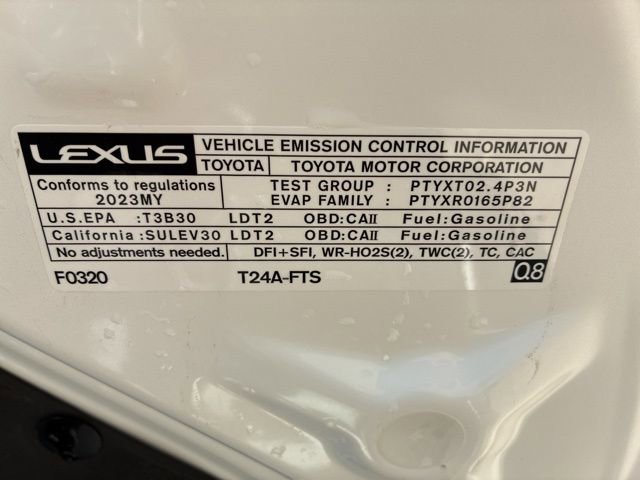 LEXUS VEHICLE EMISSION CONTROL INFORMATION
TOYOTA TOYOTA MOTOR CORPORATION
Conforms to regulations TEST GROUP : PTYXT02.4P3N
2023MY EVAP FAMILY : PTYXR0165P82
U.S.EPA :T3B30 LDT2 OBD:CAII Fuel:Gasoline
California :SULEV30 LDT2 OBD:CAII Fuel:Gasoline
No adjustments needed. DFI+SFI, WR-HO2S(2), TWC(2), TC, CAC
F0320 T24A-FTS Q8